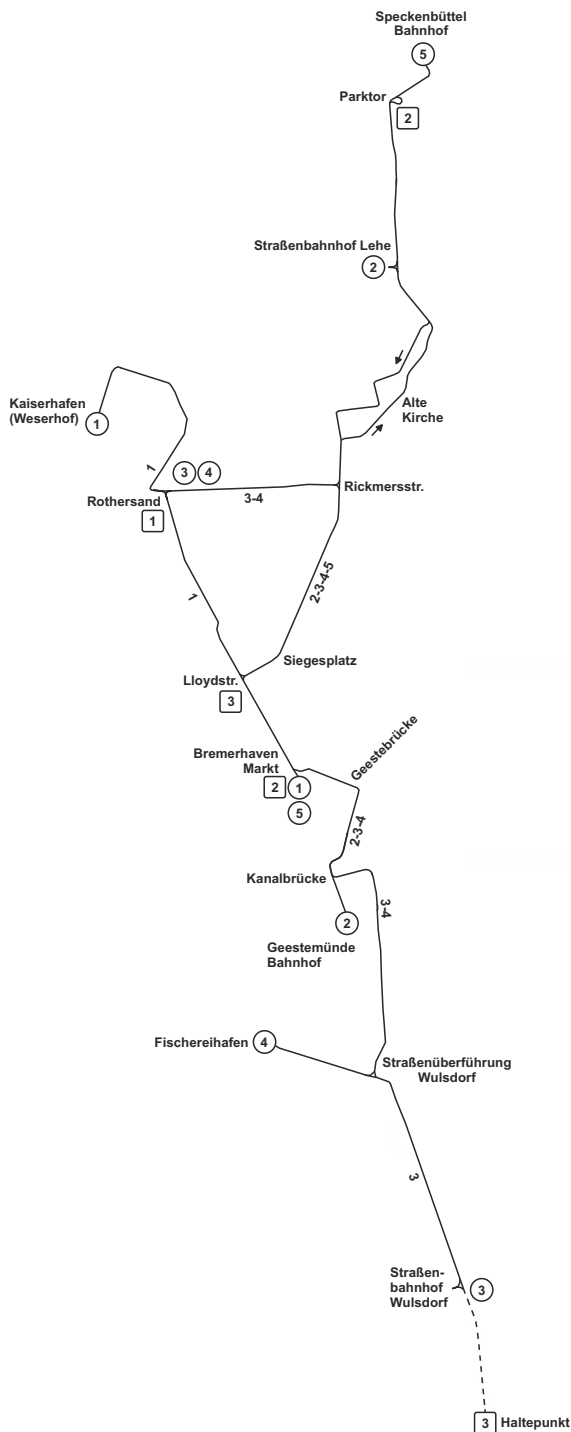 Speckenbüttel
Bahnhof
5
Parktor
2
Straßenbahnhof Lehe
2
Alte
Kirche
Kaiserhafen
(Weserhof)
1
1
3 4
3-4
Rickmersstr.
Rothersand
1
1
2-3-4-5
Siegesplatz
Lloydstr.
3
Geestebrücke
Bremerhaven
Markt
2 1
5
2-3-4
Kanalbrücke
3-4
2
Geestemünde
Bahnhof
Fischereihafen 4
Straßenüberführung
Wulsdorf
3
Straßen-
bahnhof
Wulsdorf
3
3 Haltepunkt